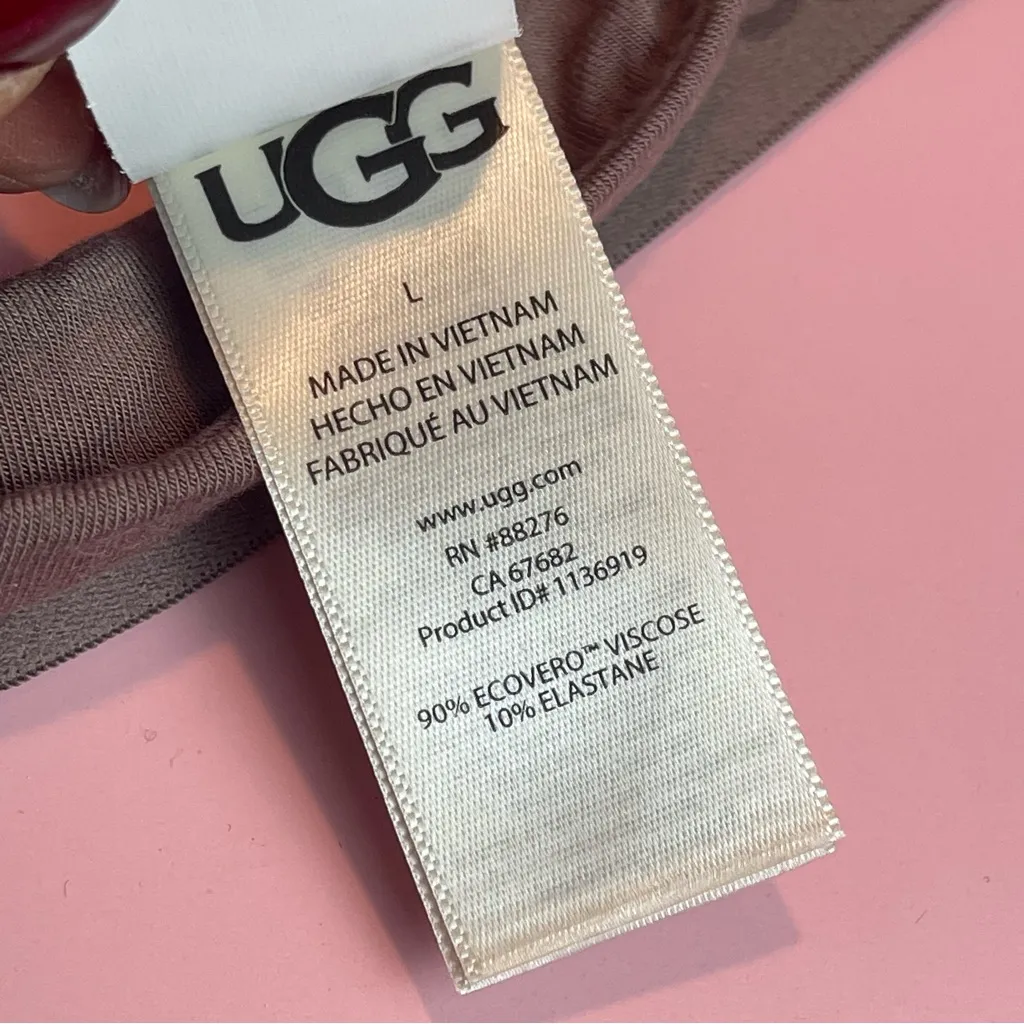 UGG
L
MADE IN VIETNAM
HECHO EN VIETNAM
FABRIQUÉ AU VIETNAM
www.ugg.com
RN #88276
CA 67682
Product ID# 1136919
90% ECOVERO™ VISCOSE
10% ELASTANE